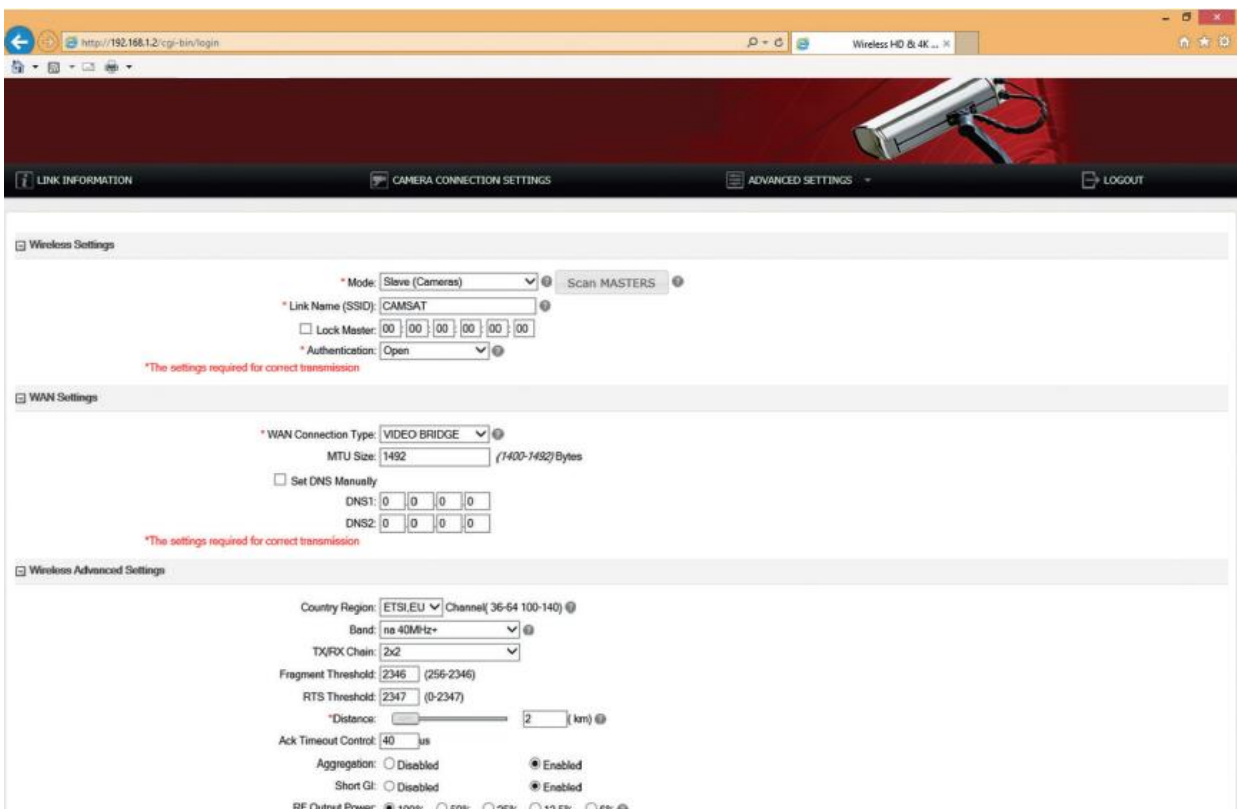 http://192.168.1.2/cgi-bin/login
Wireless HD & 4K ...
LINK INFORMATION
CAMERA CONNECTION SETTINGS
ADVANCED SETTINGS
LOGOUT
Wireless Settings
* Mode: Slave (Cameras) Scan MASTERS
* Link Name (SSID): CAMSAT
Lock Master: 00 : 00 : 00 : 00 : 00 : 00
* Authentication: Open
*The settings required for correct transmission
WAN Settings
* WAN Connection Type: VIDEO BRIDGE
MTU Size: 1492 (1400-1492) Bytes
Set DNS Manually
DNS1: 0 . 0 . 0 . 0
DNS2: 0 . 0 . 0 . 0
*The settings required for correct transmission
Wireless Advanced Settings
Country Region: ETSI,EU Channel( 36-64 100-140)
Band: na 40MHz+
TX/RX Chain: 2x2
Fragment Threshold: 2346 (256-2346)
RTS Threshold: 2347 (0-2347)
*Distance: 2 ( km)
Ack Timeout Control: 40 us
Aggregation: Disabled Enabled
Short GI: Disabled Enabled
RF Output Power: 100% 50% 25% 12.5% 6%